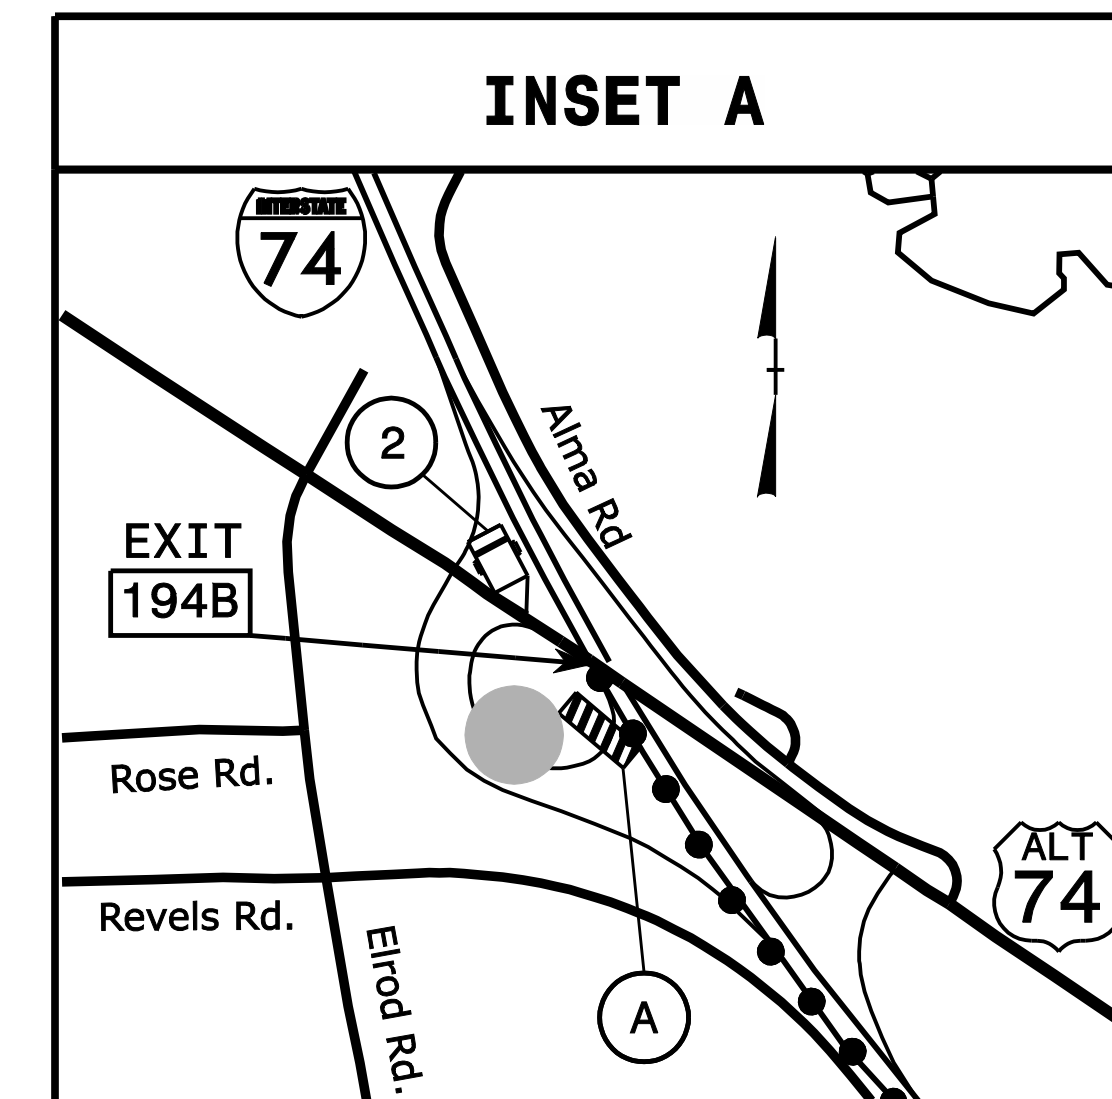 INSET A
INTERSTATE
74
Alma Rd
2
EXIT
194B
Rose Rd.
ALT
74
Revels Rd.
Elrod Rd.
A